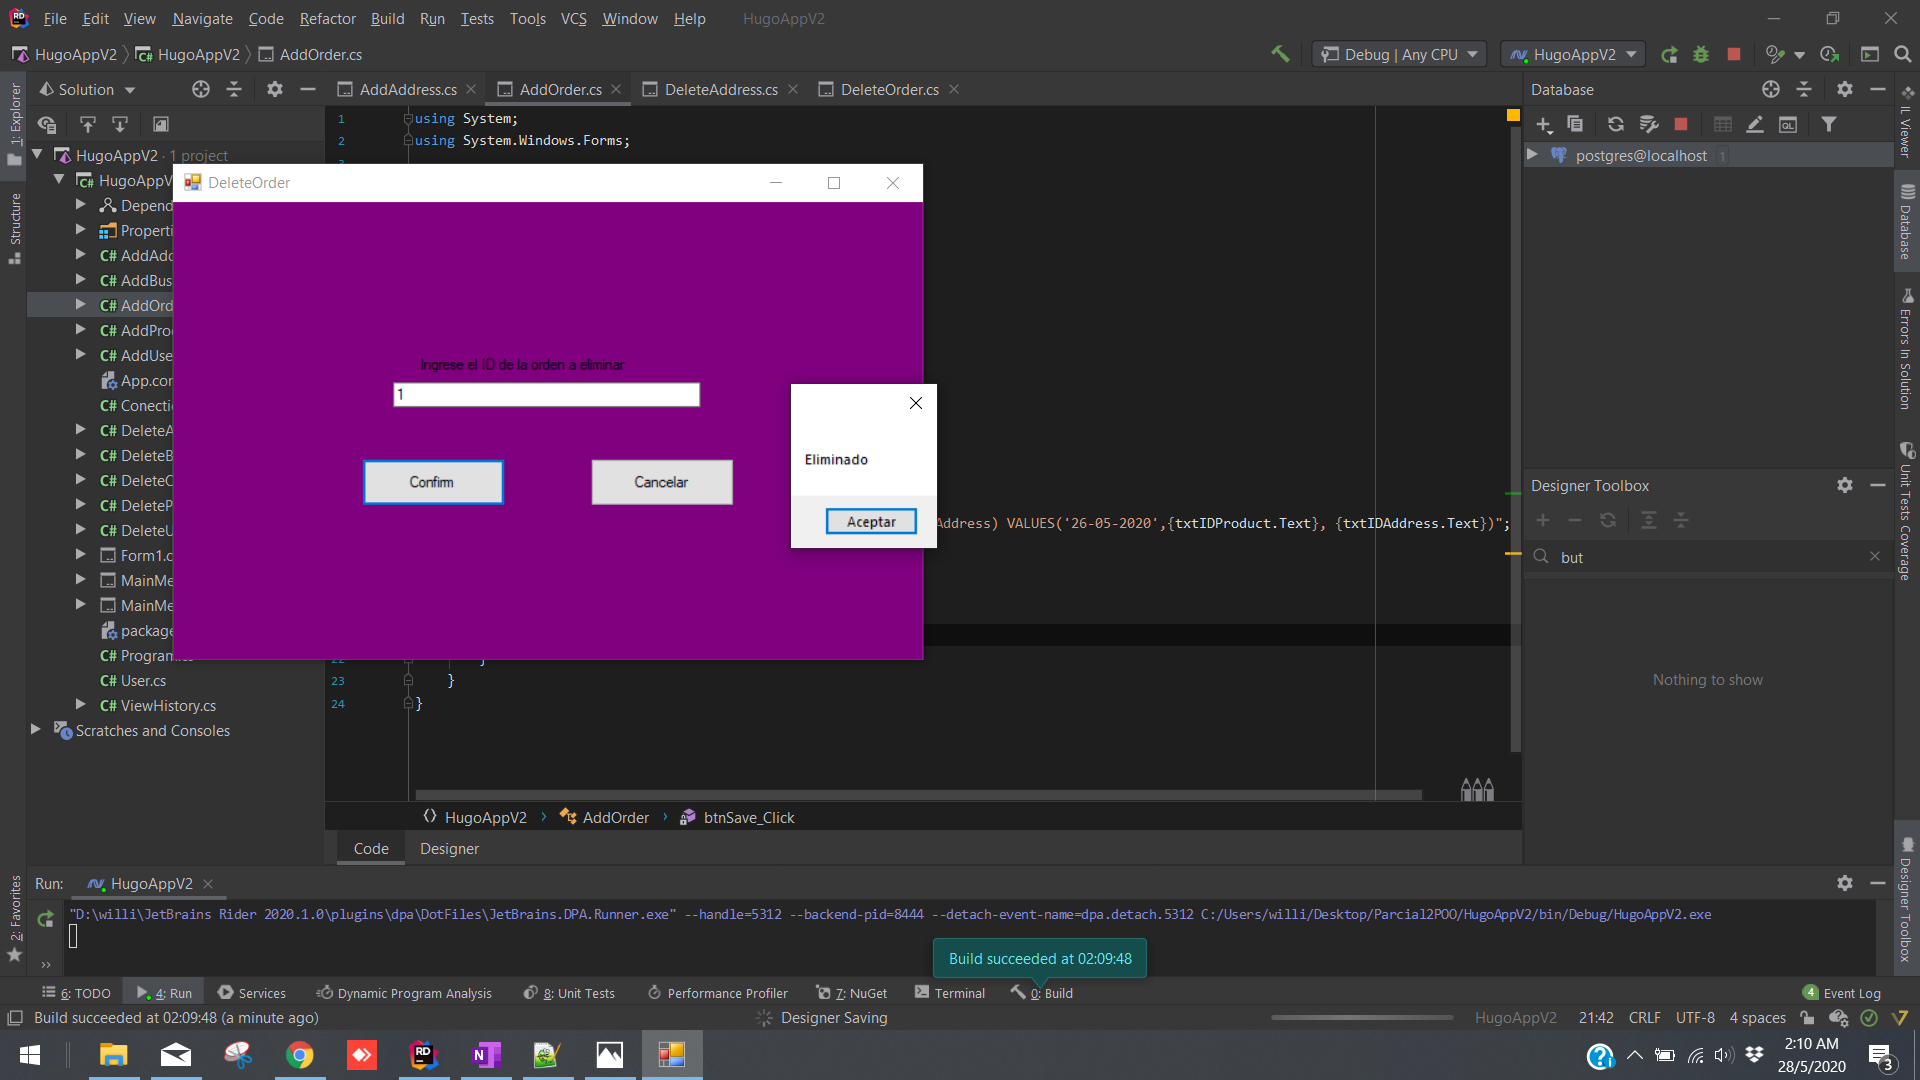 File Edit View Navigate Code Refactor Build Run Tests Tools VCS Window Help HugoAppV2
HugoAppV2 HugoAppV2 AddOrder.cs Debug | Any CPU HugoAppV2
Solution
AddAddress.cs AddOrder.cs DeleteAddress.cs DeleteOrder.cs
Database
1: Explorer
Structure
2: Favorites
HugoAppV2 · 1 project
HugoAppV
Depend
Properti
AddAdd
AddBus
AddOrd
AddProd
AddUse
App.con
Conecti
DeleteA
DeleteB
DeleteO
DeleteP
DeleteU
Form1.c
MainMe
MainMe
package
Program.cs
User.cs
ViewHistory.cs
Scratches and Consoles
1 using System;
2 using System.Windows.Forms;
DeleteOrder
Ingrese el ID de la orden a eliminar
1
Confirm
Cancelar
Eliminado
Aceptar
Address) VALUES('26-05-2020',{txtIDProduct.Text}, {txtIDAddress.Text})";
22 }
23 }
24 }
HugoAppV2 AddOrder btnSave_Click
Code Designer
postgres@localhost 1
Designer Toolbox
but
Nothing to show
IL Viewer
Database
Errors In Solution
Unit Tests Coverage
Designer Toolbox
Run: HugoAppV2
"D:\willi\JetBrains Rider 2020.1.0\plugins\dpa\DotFiles\JetBrains.DPA.Runner.exe" --handle=5312 --backend-pid=8444 --detach-event-name=dpa.detach.5312 C:/Users/willi/Desktop/Parcial2POO/HugoAppV2/bin/Debug/HugoAppV2.exe
Build succeeded at 02:09:48
6: TODO 4: Run Services Dynamic Program Analysis 8: Unit Tests Performance Profiler 7: NuGet Terminal 0: Build 4 Event Log
Build succeeded at 02:09:48 (a minute ago) Designer Saving HugoAppV2 21:42 CRLF UTF-8 4 spaces
2:10 AM
28/5/2020
3